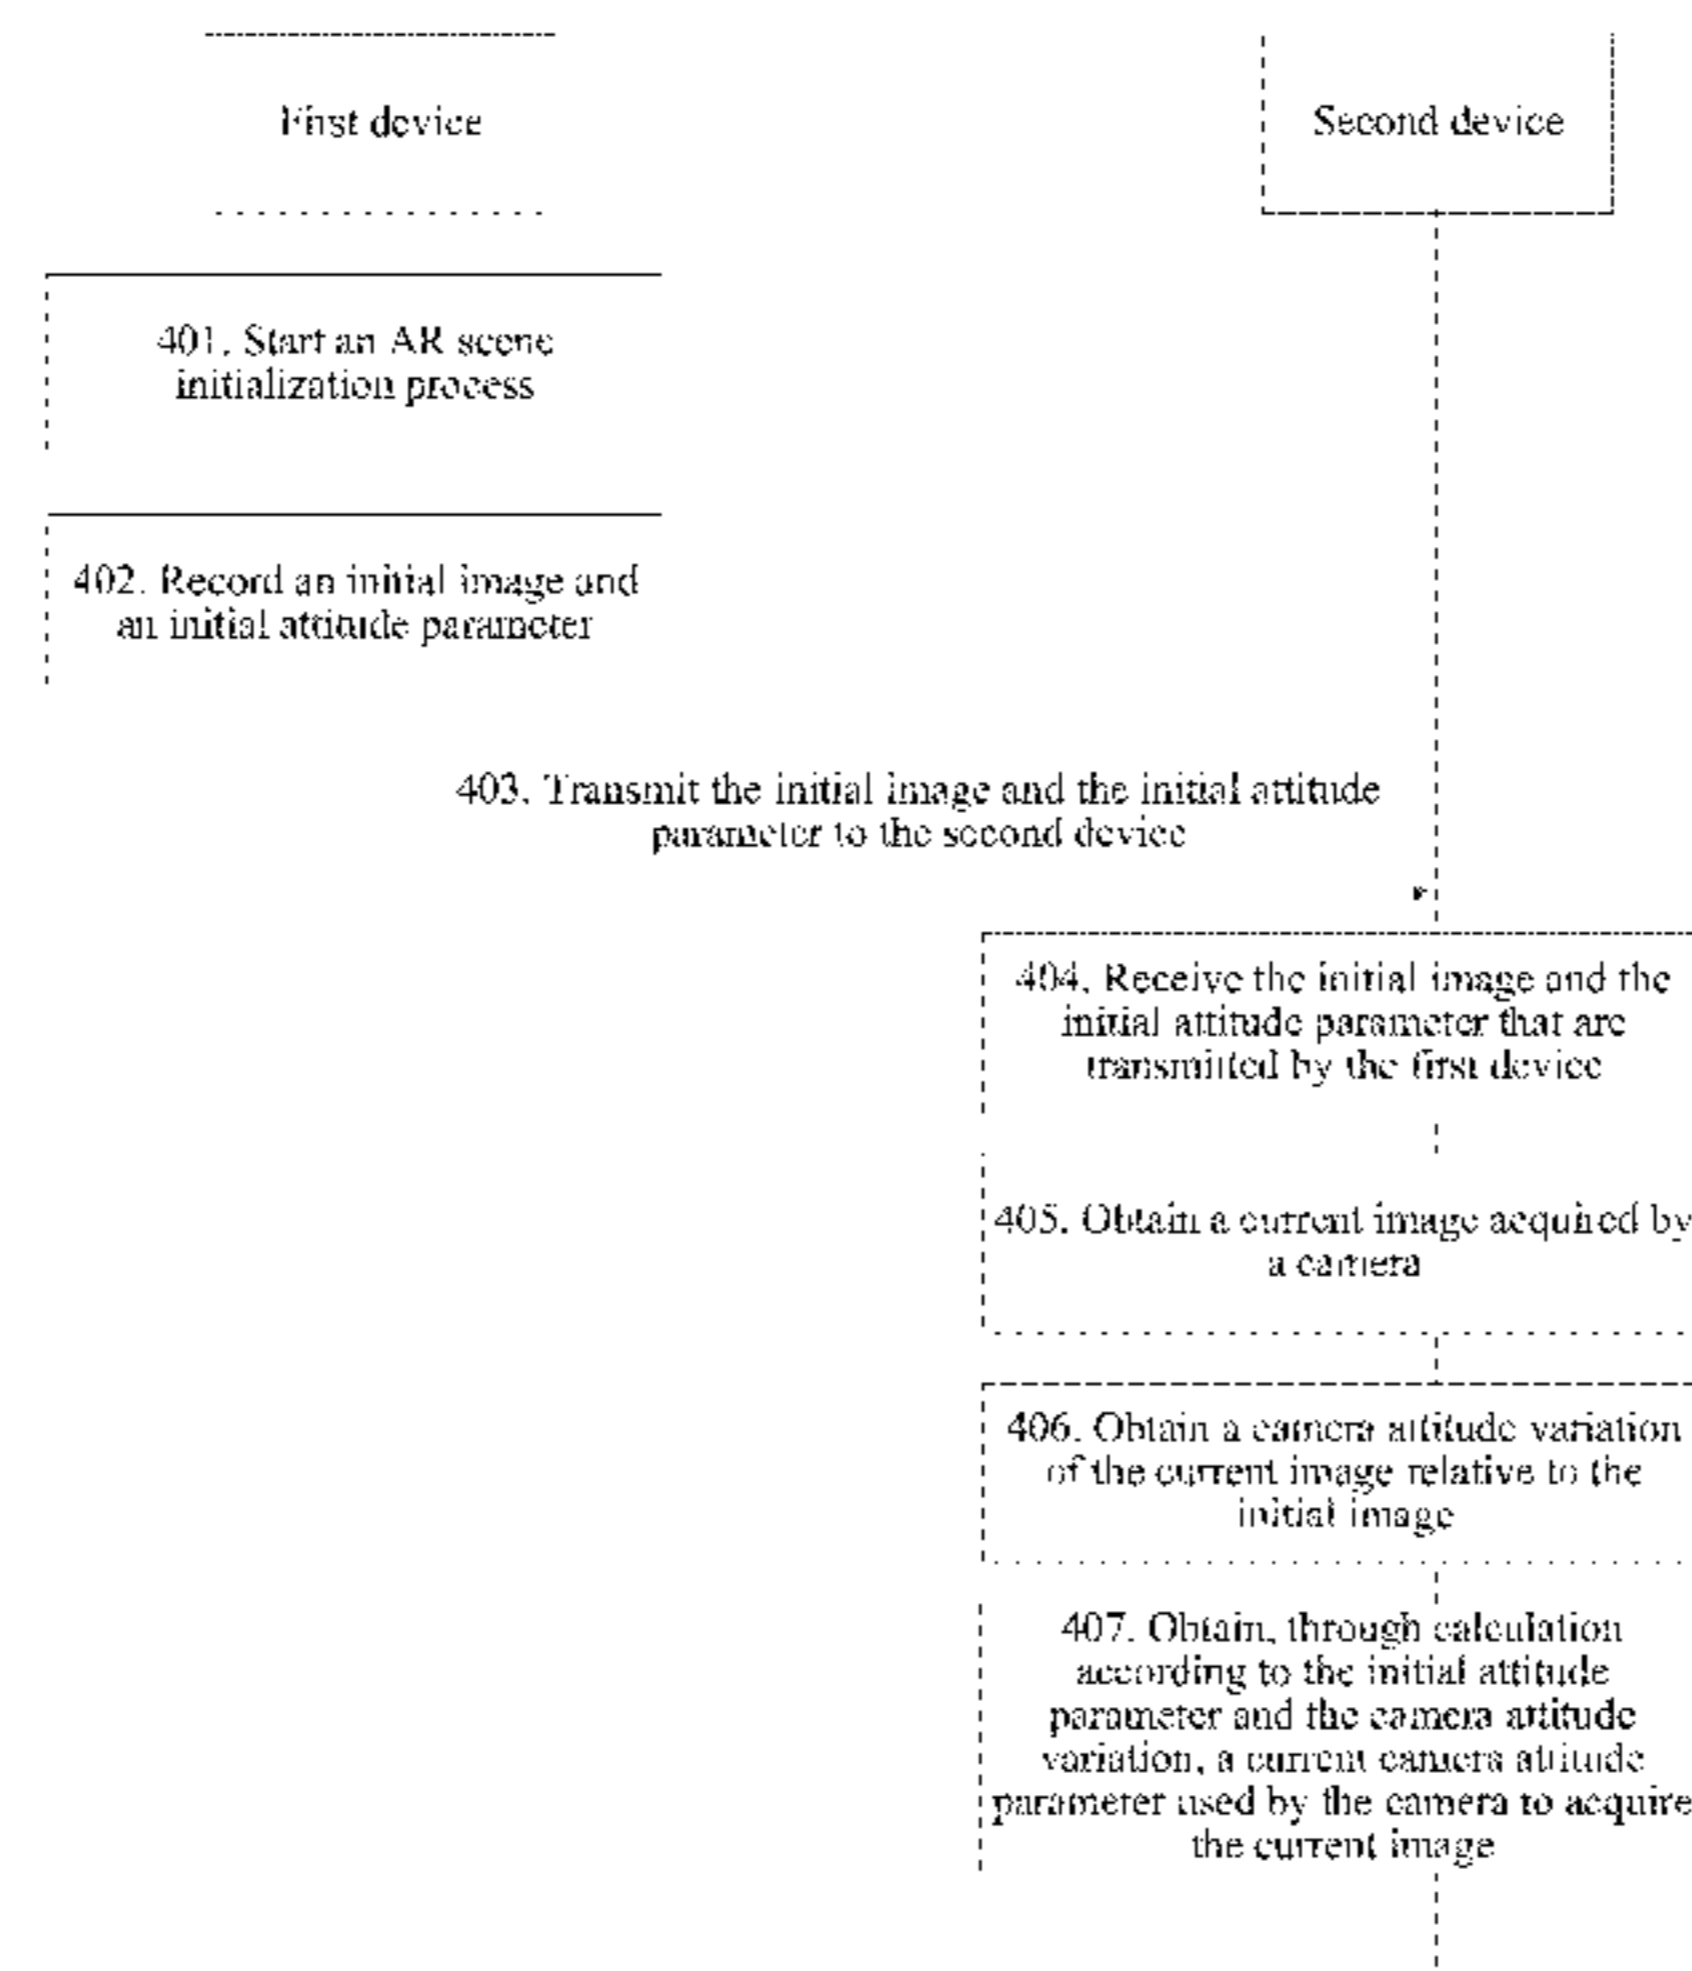 First device
Second device
401. Start an AR scene
initialization process
402. Record an initial image and
an initial attitude parameter
403. Transmit the initial image and the initial attitude
parameter to the second device
404. Receive the initial image and the
initial attitude parameter that are
transmitted by the first device
405. Obtain a current image acquired by
a camera
406. Obtain a camera attitude variation
of the current image relative to the
initial image
407. Obtain, through calculation
according to the initial attitude
parameter and the camera attitude
variation, a current camera attitude
parameter used by the camera to acquire
the current image